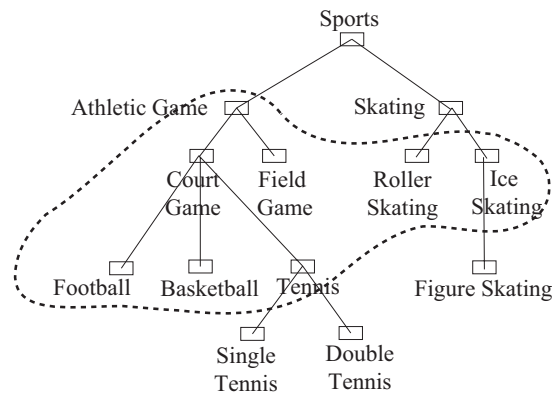 Sports
Athletic Game
Skating
Court
Game
Field
Game
Roller
Skating
Ice
Skating
Football
Basketball
Tennis
Figure Skating
Single
Tennis
Double
Tennis